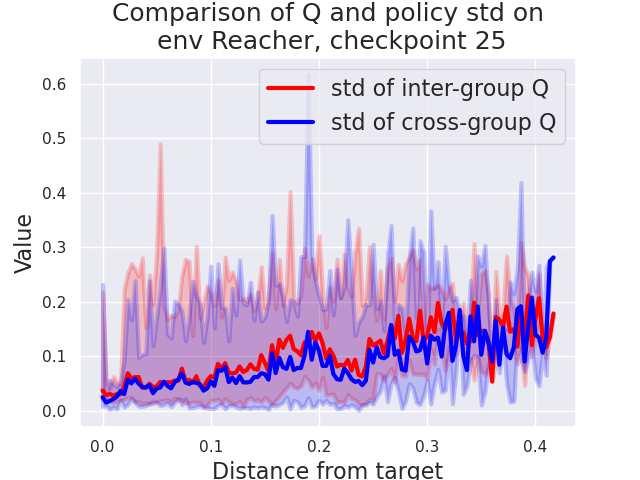 Comparison of Q and policy std on
env Reacher, checkpoint 25
std of inter-group Q
std of cross-group Q
Value
0.6
0.5
0.4
0.3
0.2
0.1
0.0
0.0
0.1
0.2
0.3
0.4
Distance from target